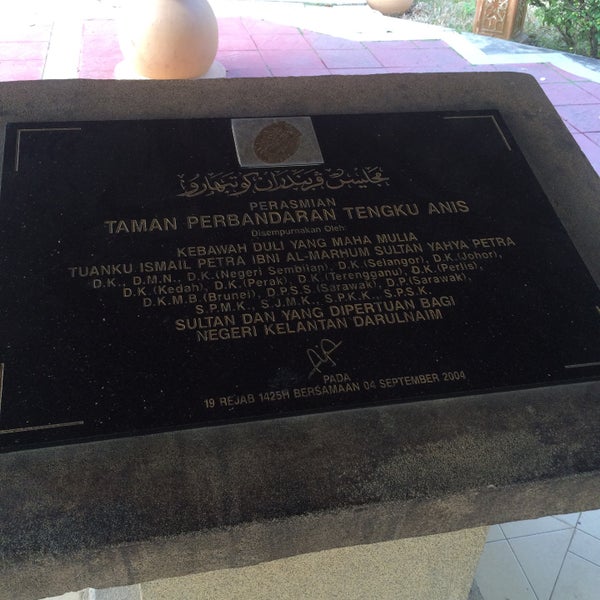 مجليس ڤربندران كوت بهارو
PERASMIAN
TAMAN PERBANDARAN TENGKU ANIS
Disempurnakan Oleh:
KEBAWAH DULI YANG MAHA MULIA
TUANKU ISMAIL PETRA IBNI AL-MARHUM SULTAN YAHYA PETRA
D.K., D.M.N., D.K.(Negeri Sembilan), D.K.(Selangor), D.K.(Johor),
D.K.(Kedah), D.K.(Perak), D.K.(Terengganu), D.K.(Perlis),
D.K.M.B.(Brunei), D.P.S.S (Sarawak), D.P.(Sarawak),
S.P.M.K., S.J.M.K., S.P.K.K., S.P.S.K.
SULTAN DAN YANG DIPERTUAN BAGI
NEGERI KELANTAN DARULNAIM
PADA
19 REJAB 1425H BERSAMAAN 04 SEPTEMBER 2004